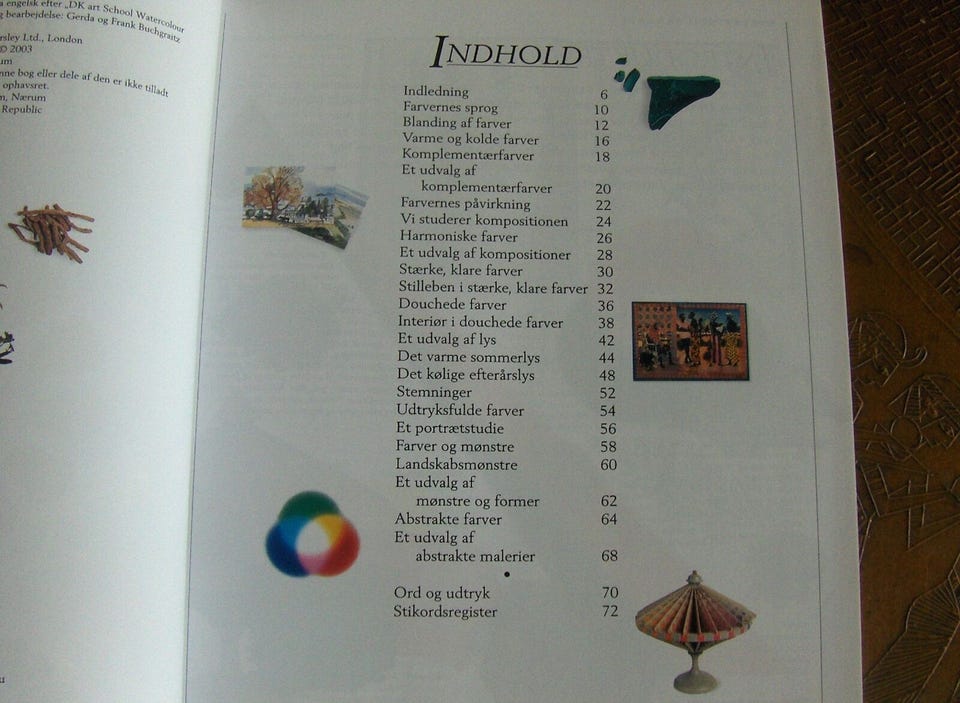 engelsk efter „DK art School Watercolour
bearbejdelse: Gerda og Frank Buchgraitz
rsley Ltd., London
© 2003
um
nne bog eller dele af den er ikke tilladt
ophavsret.
m, Nærum
Republic
INDHOLD
Indledning 6
Farvernes sprog 10
Blanding af farver 12
Varme og kolde farver 16
Komplementærfarver 18
Et udvalg af
komplementærfarver 20
Farvernes påvirkning 22
Vi studerer kompositionen 24
Harmoniske farver 26
Et udvalg af kompositioner 28
Stærke, klare farver 30
Stilleben i stærke, klare farver 32
Douchede farver 36
Interiør i douchede farver 38
Et udvalg af lys 42
Det varme sommerlys 44
Det kølige efterårslys 48
Stemninger 52
Udtryksfulde farver 54
Et portrætstudie 56
Farver og mønstre 58
Landskabsmønstre 60
Et udvalg af
mønstre og former 62
Abstrakte farver 64
Et udvalg af
abstrakte malerier 68
•
Ord og udtryk 70
Stikordsregister 72